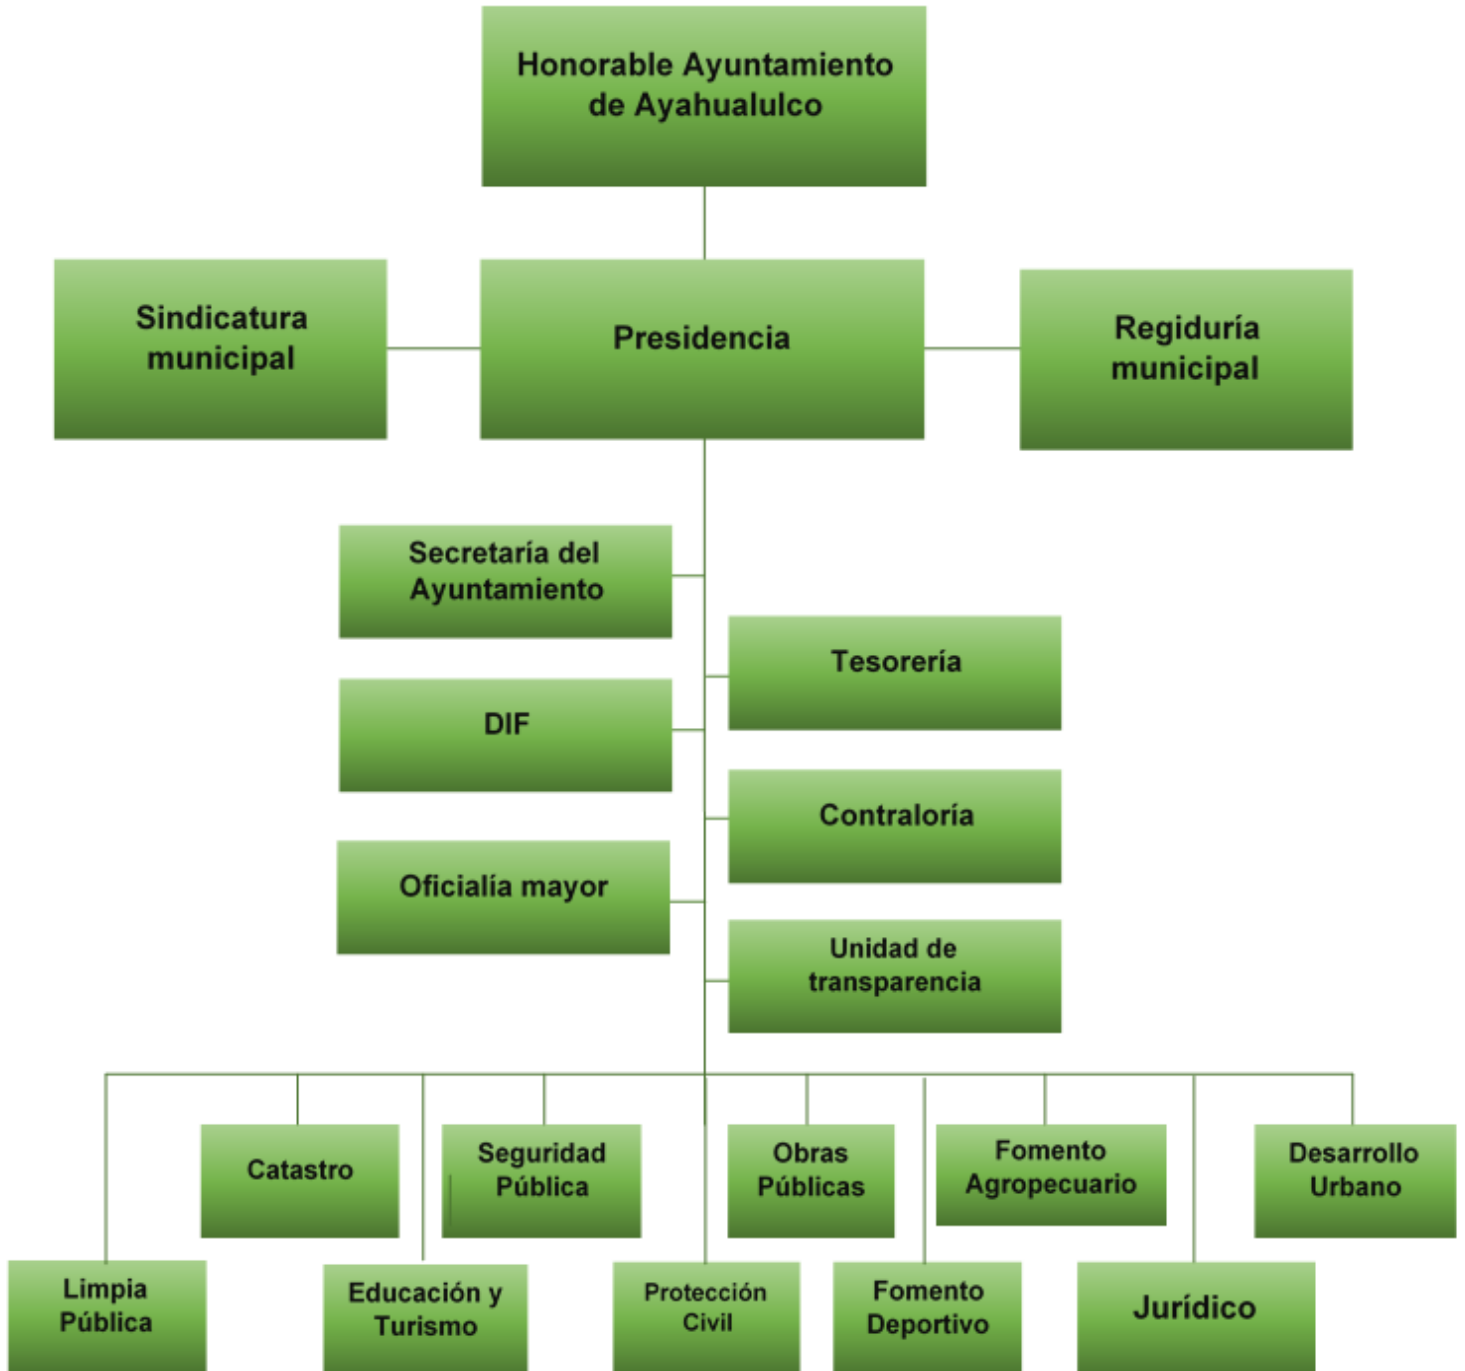 Honorable Ayuntamiento
de Ayahualulco
Sindicatura
municipal
Presidencia
Regiduría
municipal
Secretaría del
Ayuntamiento
Tesorería
DIF
Contraloría
Oficialía mayor
Unidad de
transparencia
Catastro
Seguridad
Pública
Obras
Públicas
Fomento
Agropecuario
Desarrollo
Urbano
Limpia
Pública
Educación y
Turismo
Protección
Civil
Fomento
Deportivo
Jurídico